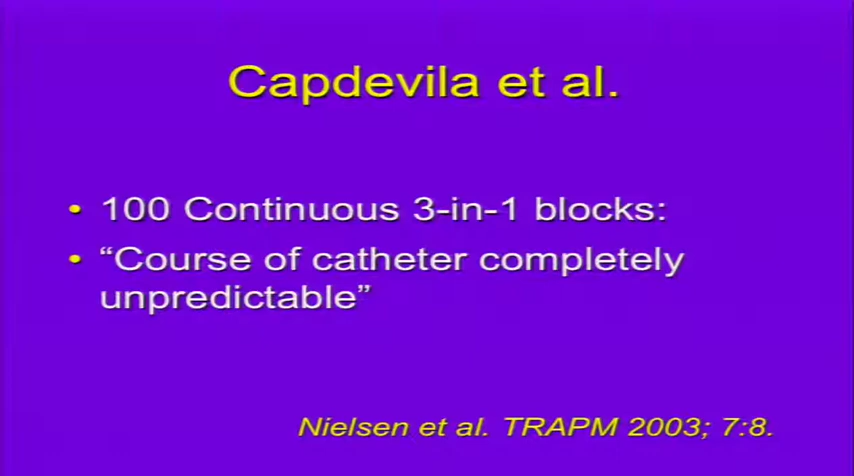 Capdevila et al.
• 100 Continuous 3-in-1 blocks:
• “Course of catheter completely
unpredictable”
Nielsen et al. TRAPM 2003; 7:8.